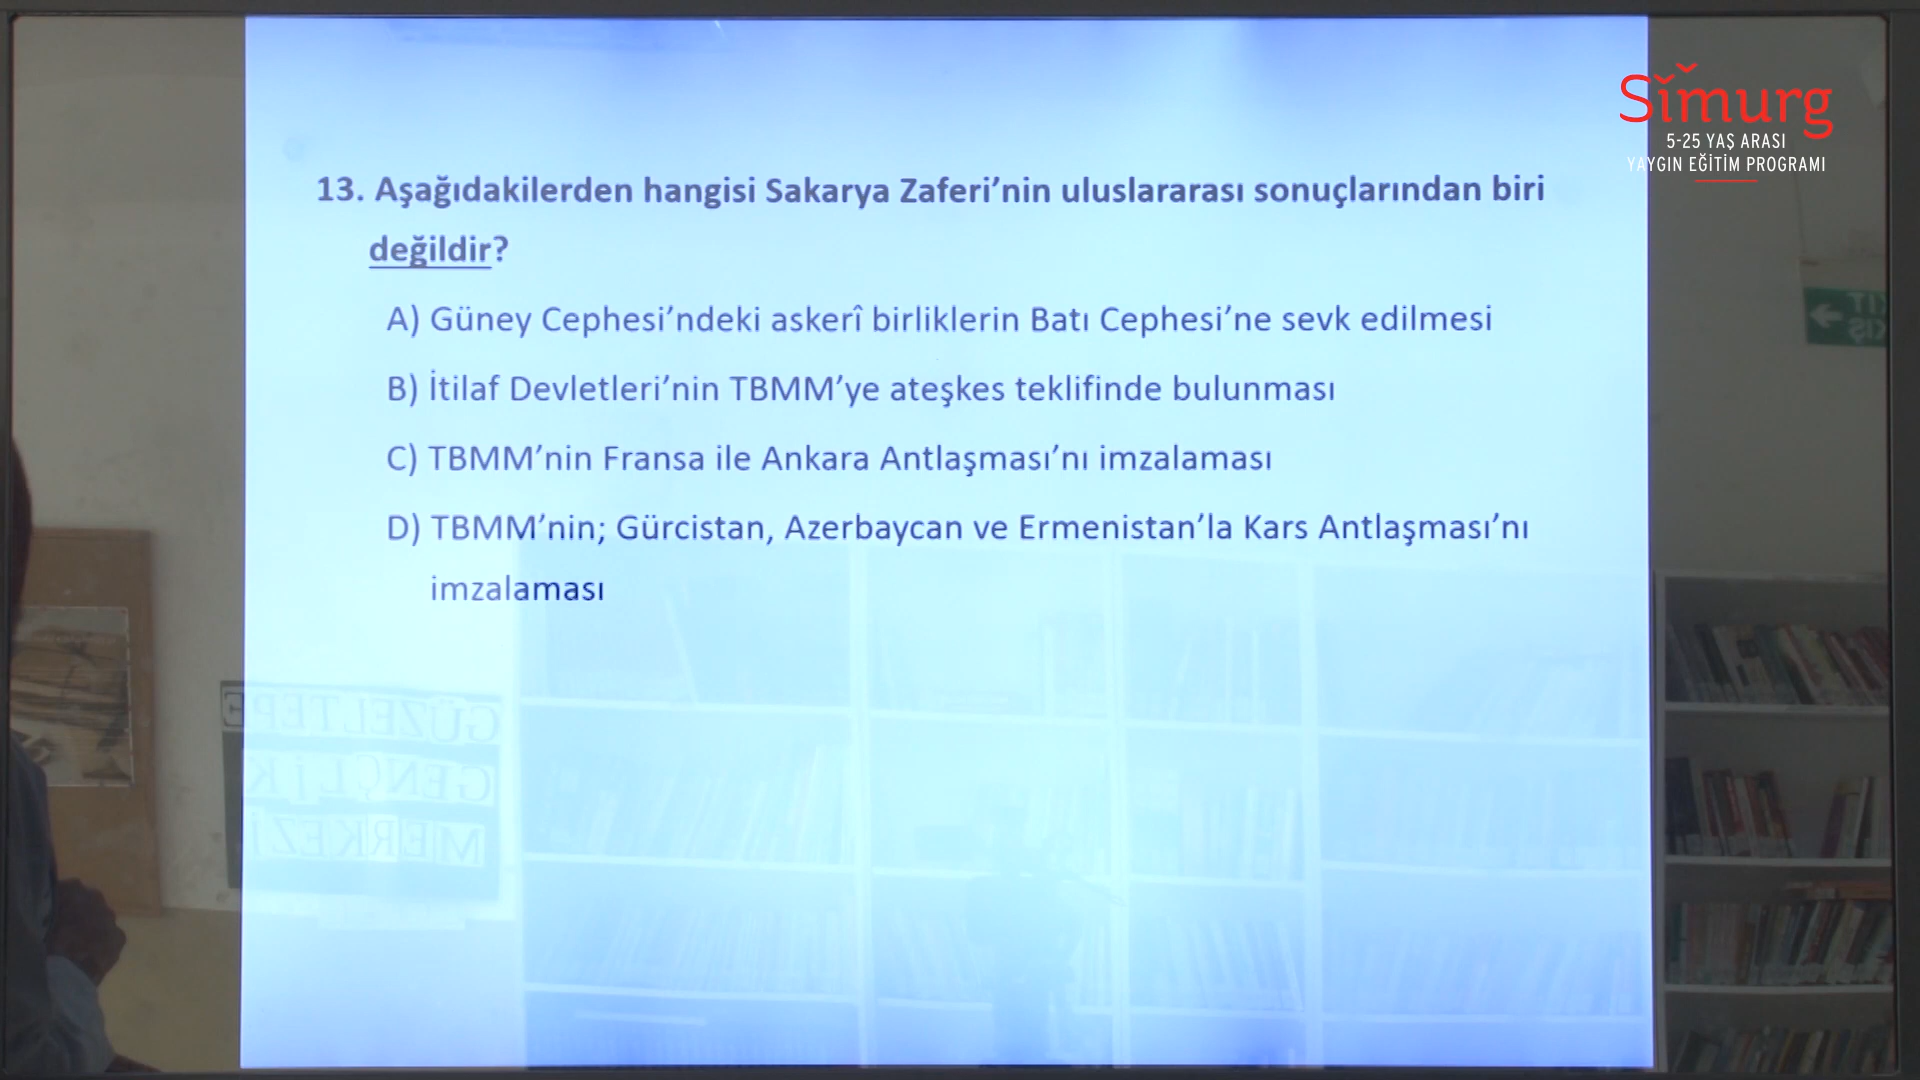 Simurg
5-25 YAŞ ARASI
YAYGIN EĞİTİM PROGRAMI
13. Aşağıdakilerden hangisi Sakarya Zaferi’nin uluslararası sonuçlarından biri
değildir?
A) Güney Cephesi’ndeki askerî birliklerin Batı Cephesi’ne sevk edilmesi
B) İtilaf Devletleri’nin TBMM’ye ateşkes teklifinde bulunması
C) TBMM’nin Fransa ile Ankara Antlaşması’nı imzalaması
D) TBMM’nin; Gürcistan, Azerbaycan ve Ermenistan’la Kars Antlaşması’nı
imzalaması
GÜZELTEPE
GENÇLİK
MERKEZİ